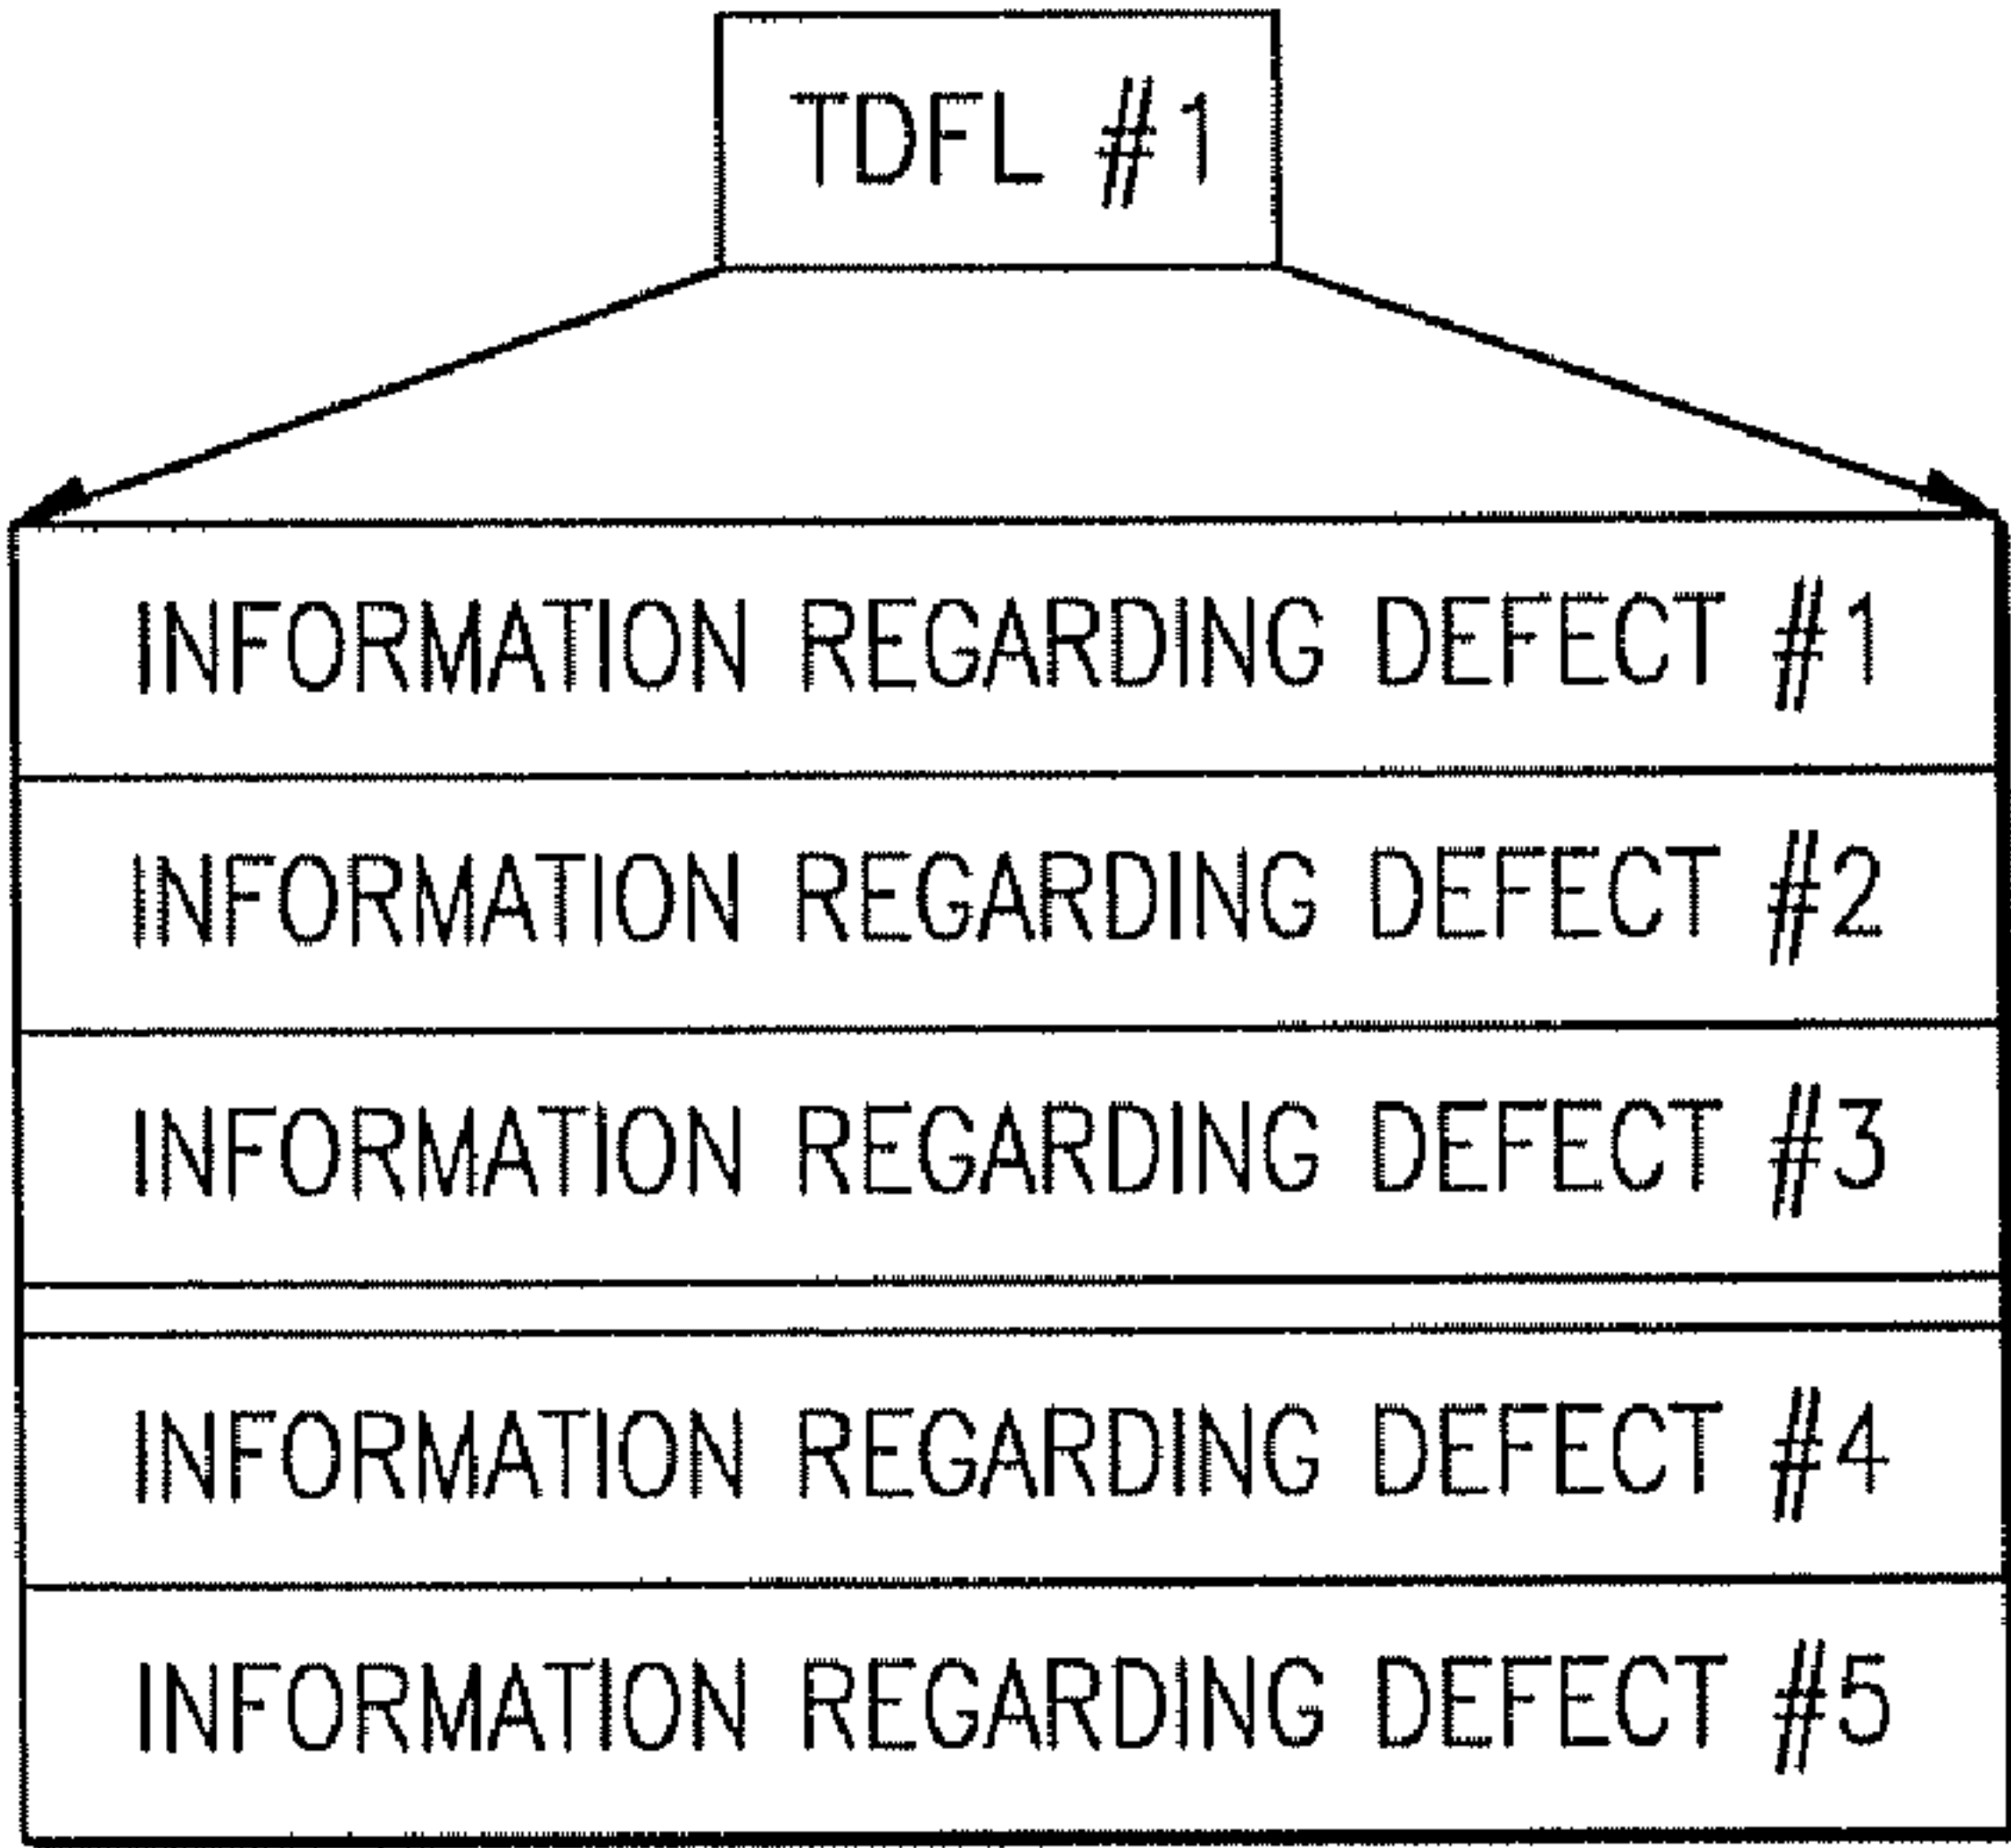 TDFL #1
INFORMATION REGARDING DEFECT #1
INFORMATION REGARDING DEFECT #2
INFORMATION REGARDING DEFECT #3
INFORMATION REGARDING DEFECT #4
INFORMATION REGARDING DEFECT #5